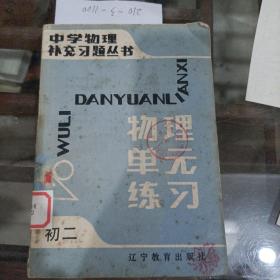 中学物理
补充习题丛书
WULI
DANYUANLIANXI
物理
单元
练习
初二
辽宁教育出版社